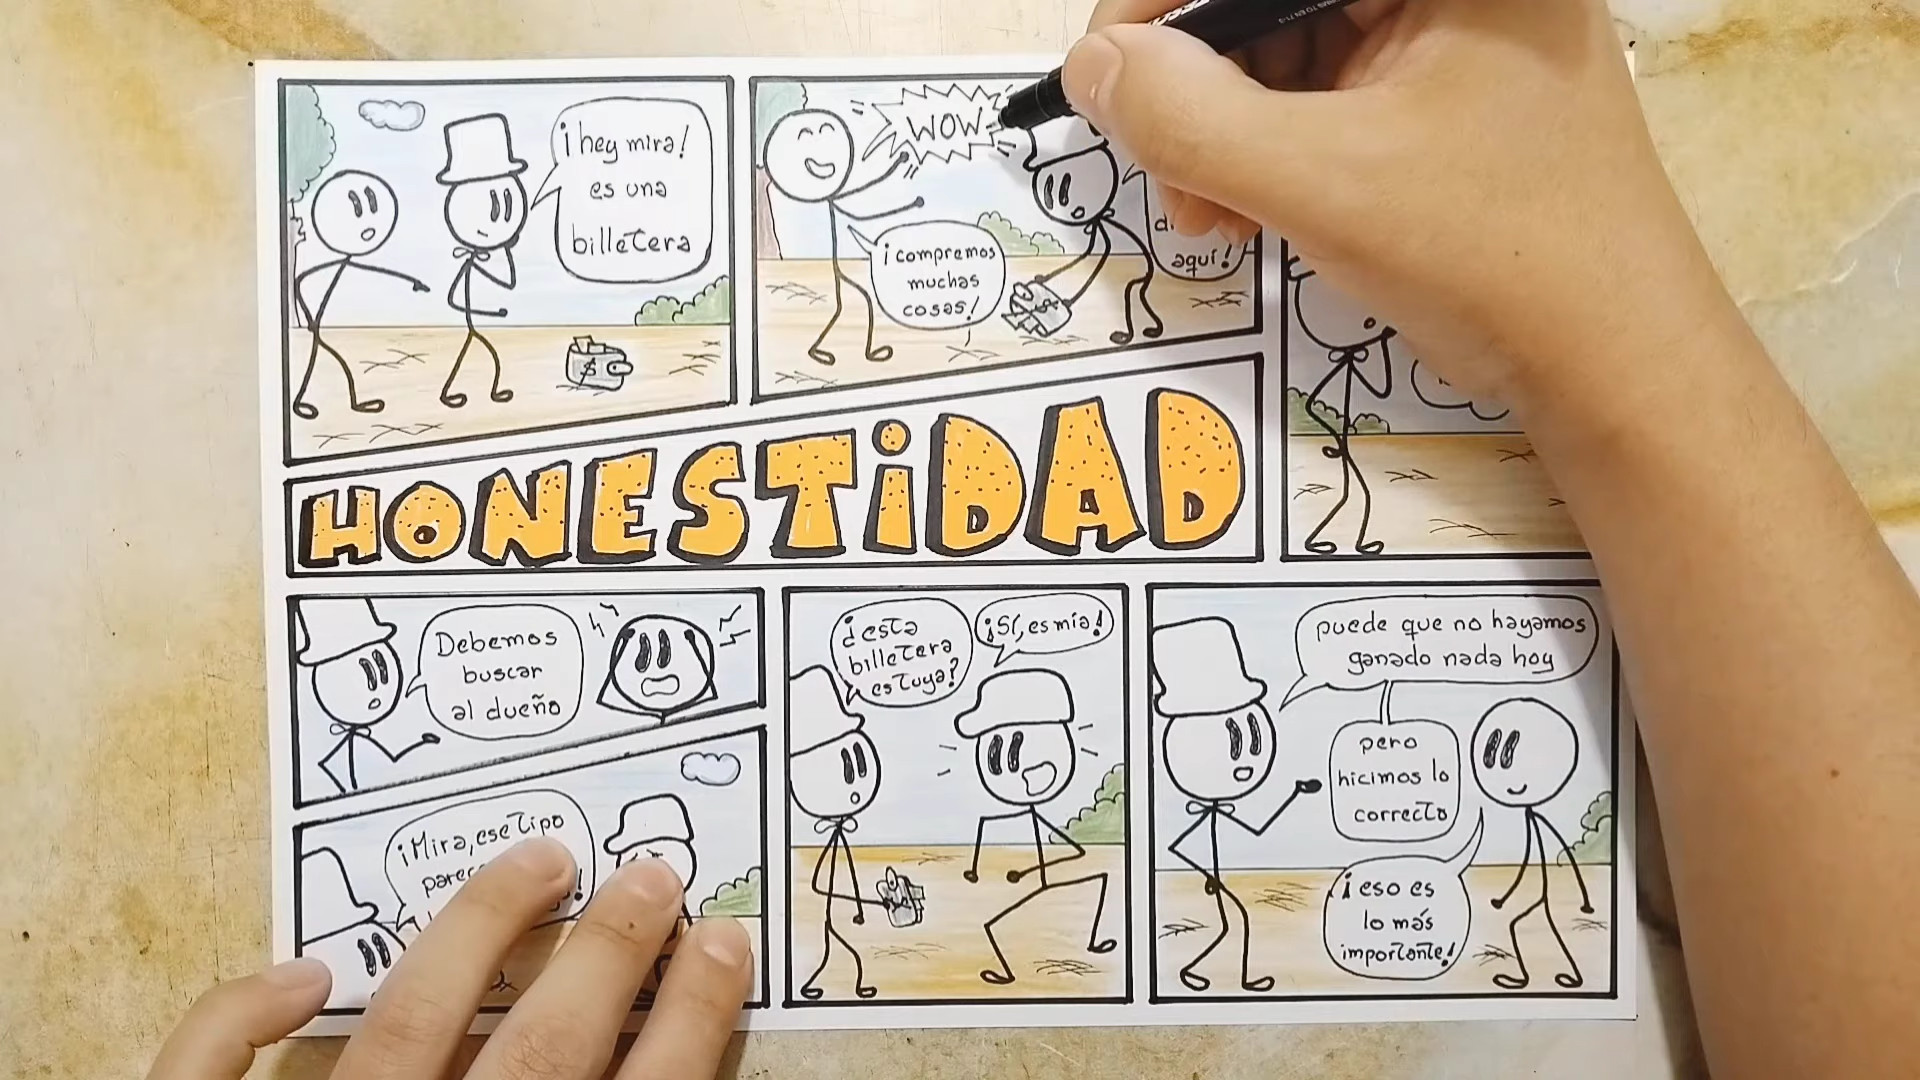 ¡hey mira!
es una
billetera
WOW
¡compremos
muchas
cosas!
aquí!
HONESTIDAD
Debemos
buscar
al dueño
¡Mira, ese tipo
¿esta
billetera
es tuya?
¡Sí, es mía!
puede que no hayamos
ganado nada hoy
pero
hicimos lo
correcto
¡eso es
lo más
importante!